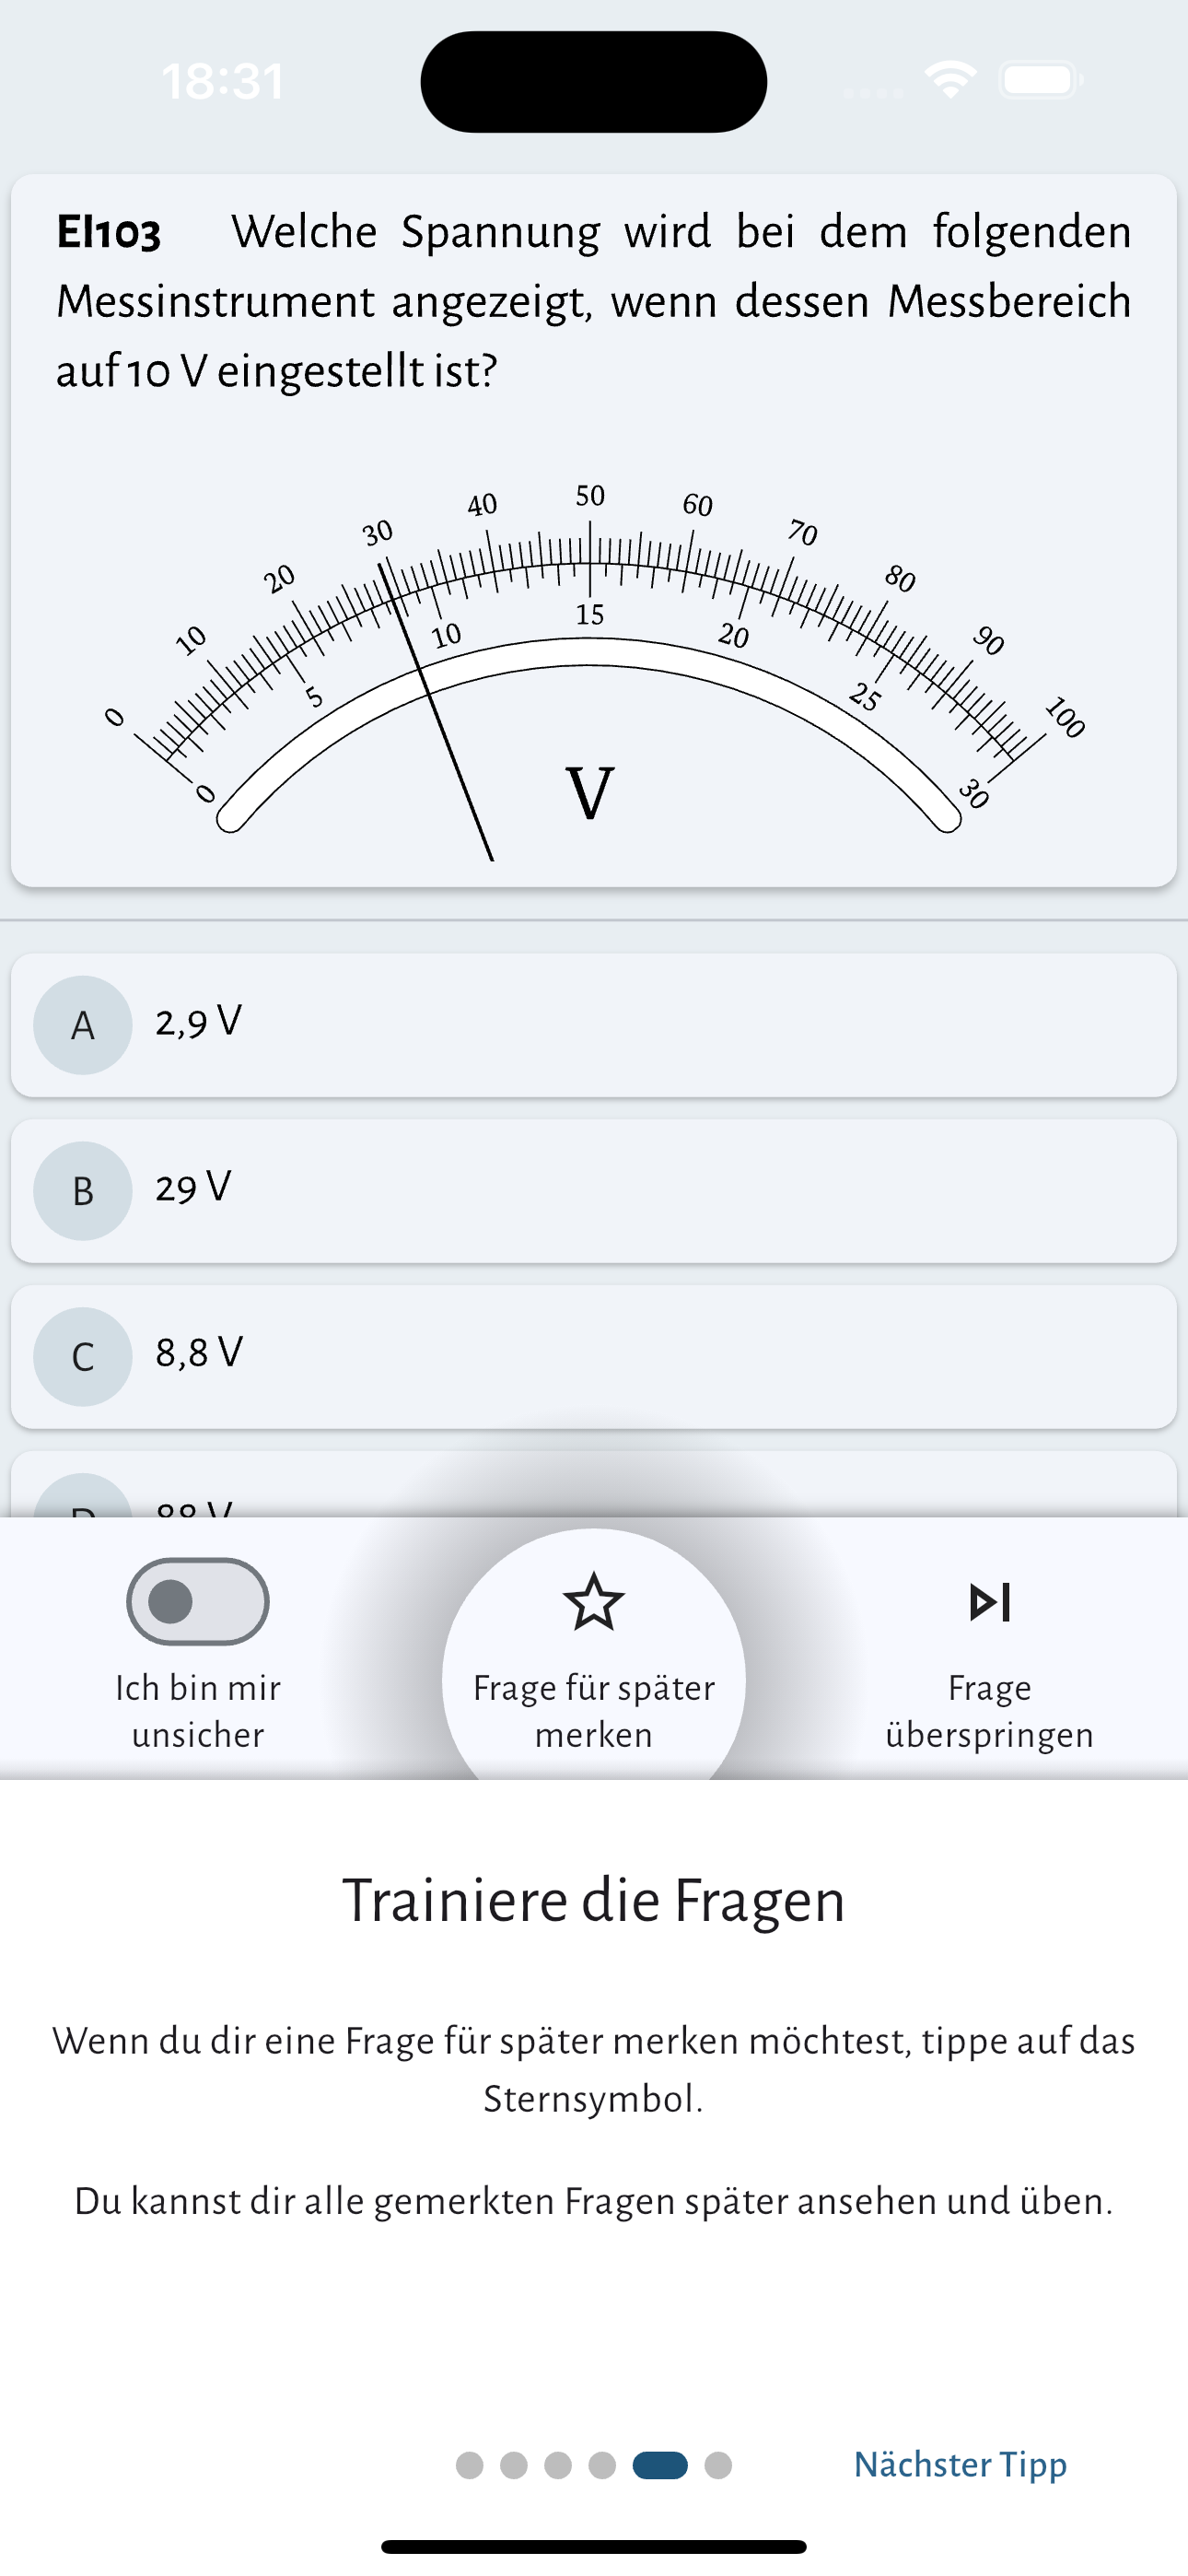 18:31
EI103 Welche Spannung wird bei dem folgenden
Messinstrument angezeigt, wenn dessen Messbereich
auf 10 V eingestellt ist?
0 10 20 30 40 50 60 70 80 90 100
0 5 10 15 20 25 30
V
A 2,9 V
B 29 V
C 8,8 V
D 88 V
Ich bin mir
unsicher
Frage für später
merken
Frage
überspringen
Trainiere die Fragen
Wenn du dir eine Frage für später merken möchtest, tippe auf das
Sternsymbol.
Du kannst dir alle gemerkten Fragen später ansehen und üben.
Nächster Tipp